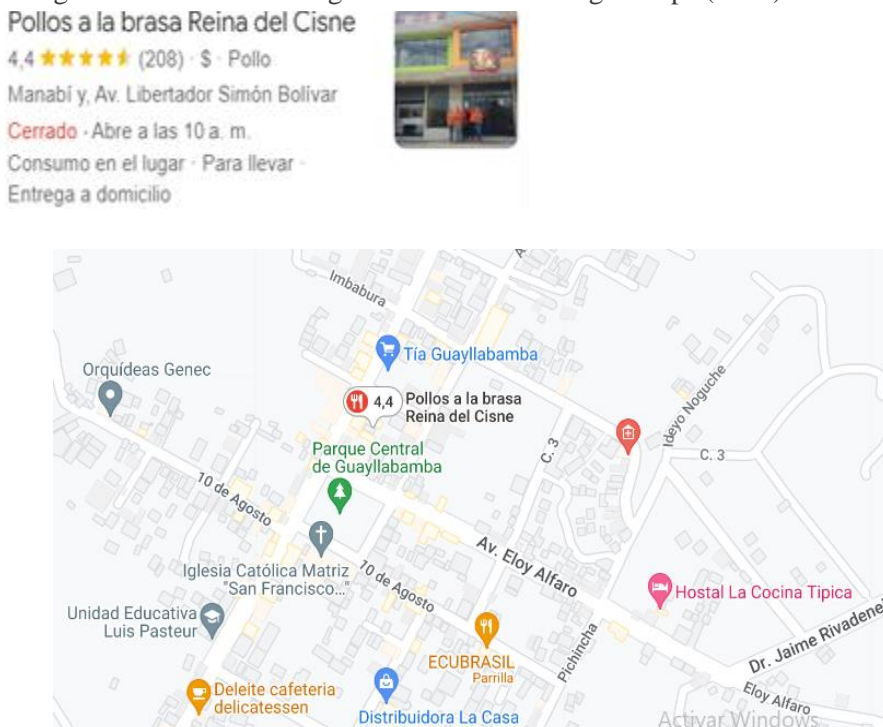 Pollos a la brasa Reina del Cisne
4,4 (208) · $ · Pollo
Manabí y, Av. Libertador Simón Bolívar
Cerrado · Abre a las 10 a. m.
Consumo en el lugar · Para llevar ·
Entrega a domicilio
Imbabura
Tía Guayllabamba
Orquídeas Genec
4,4 Pollos a la brasa
Reina del Cisne
Ideyo Noguche
C. 3
C. 3
Parque Central
de Guayllabamba
10 de Agosto
Av. Eloy Alfaro
Iglesia Católica Matriz
"San Francisco..."
10 de Agosto
Hostal La Cocina Tipica
Unidad Educativa
Luis Pasteur
ECUBRASIL
Parrilla
Pichincha
Dr. Jaime Rivadene
Deleite cafeteria
delicatessen
Eloy Alfaro
Distribuidora La Casa
Activar Windows